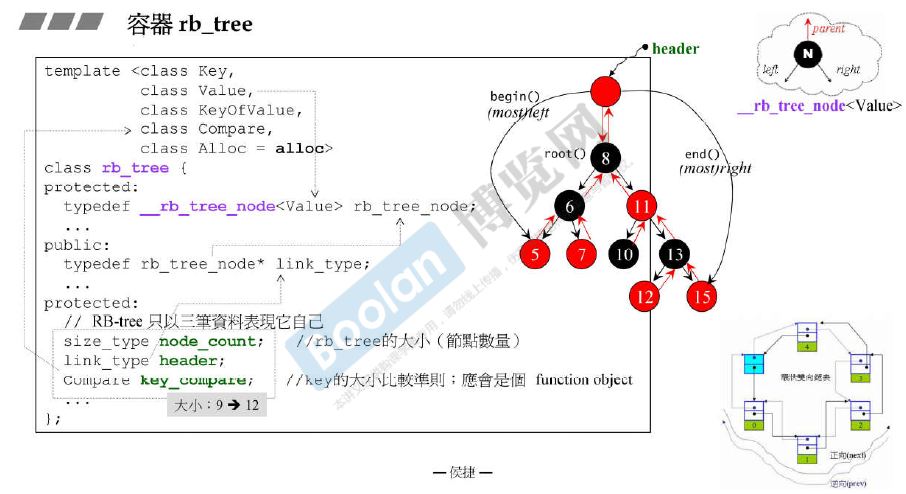 容器 rb_tree
template <class Key,
class Value,
class KeyOfValue,
class Compare,
class Alloc = alloc>
class rb_tree {
protected:
typedef __rb_tree_node<Value> rb_tree_node;
...
public:
typedef rb_tree_node* link_type;
...
protected:
// RB-tree 只以三筆資料表現它自己
size_type node_count; //rb_tree的大小（節點數量）
link_type header;
Compare key_compare; //key的大小比較準則；應會是個 function object
...
大小：9 → 12
};
header
begin()
(most)left
root()
end()
(most)right
8
6
11
5
7
10
13
12
15
parent
N
left
right
__rb_tree_node<Value>
4
3
環狀雙向鏈表
0
2
1
正向(next)
逆向(prev)
Boolan
博览网
— 侯捷 —